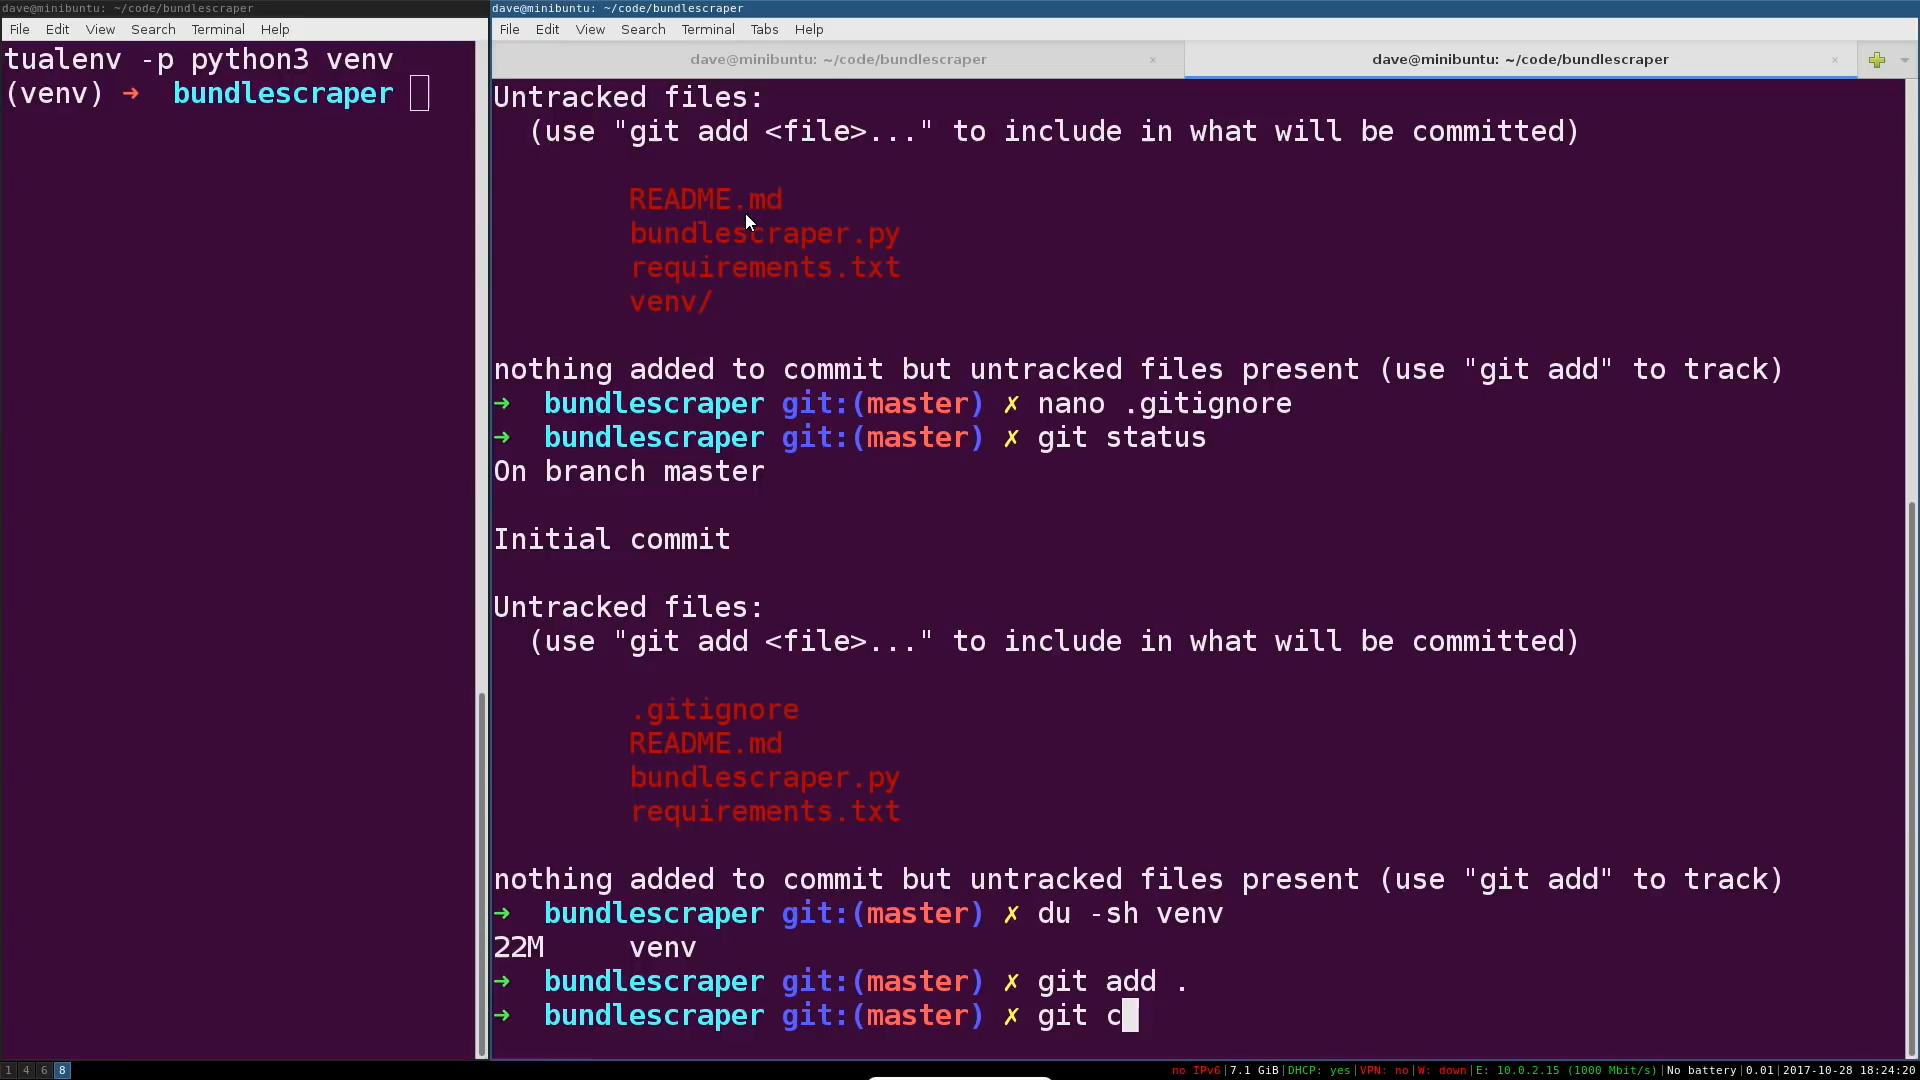 dave@minibuntu: ~/code/bundlescraper
File Edit View Search Terminal Help
tualenv -p python3 venv
(venv) ➜ bundlescraper
dave@minibuntu: ~/code/bundlescraper
File Edit View Search Terminal Tabs Help
dave@minibuntu: ~/code/bundlescraper × dave@minibuntu: ~/code/bundlescraper ×
Untracked files:
(use "git add <file>..." to include in what will be committed)
README.md
bundlescraper.py
requirements.txt
venv/
nothing added to commit but untracked files present (use "git add" to track)
➜ bundlescraper git:(master) ✗ nano .gitignore
➜ bundlescraper git:(master) ✗ git status
On branch master
Initial commit
Untracked files:
(use "git add <file>..." to include in what will be committed)
.gitignore
README.md
bundlescraper.py
requirements.txt
nothing added to commit but untracked files present (use "git add" to track)
➜ bundlescraper git:(master) ✗ du -sh venv
22M venv
➜ bundlescraper git:(master) ✗ git add .
➜ bundlescraper git:(master) ✗ git c
1 4 6 8
no IPv6|7.1 GiB|DHCP: yes|VPN: no|W: down|E: 10.0.2.15 (1000 Mbit/s)|No battery|0.01|2017-10-28 18:24:20